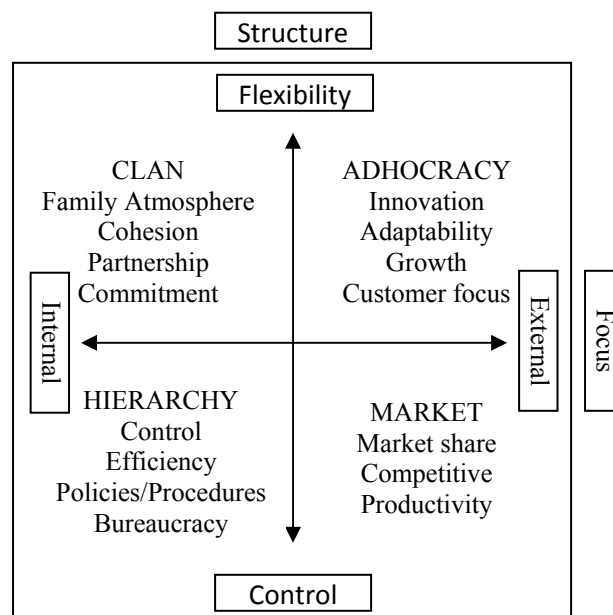 Structure
Flexibility
CLAN
Family Atmosphere
Cohesion
Partnership
Commitment
ADHOCRACY
Innovation
Adaptability
Growth
Customer focus
Internal
External
Focus
HIERARCHY
Control
Efficiency
Policies/Procedures
Bureaucracy
MARKET
Market share
Competitive
Productivity
Control